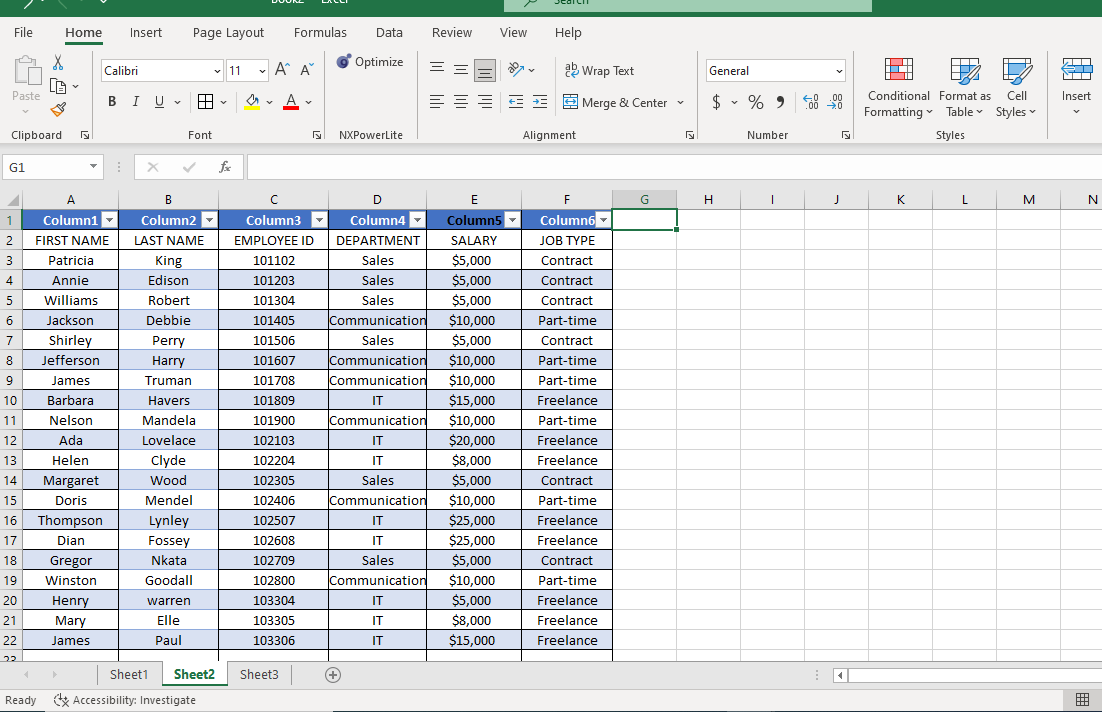 Book2 - Excel Search
File Home Insert Page Layout Formulas Data Review View Help
Paste
Calibri 11 A^ A˅
B I U A
Clipboard Font
Optimize
NXPowerLite
ab Wrap Text
Merge & Center
Alignment
General
$ % , .00 .00
Number
Conditional Formatting
Format as Table
Cell Styles
Styles
Insert
G1 fx
A B C D E F G H I J K L M N
1 Column1 Column2 Column3 Column4 Column5 Column6
2 FIRST NAME LAST NAME EMPLOYEE ID DEPARTMENT SALARY JOB TYPE
3 Patricia King 101102 Sales $5,000 Contract
4 Annie Edison 101203 Sales $5,000 Contract
5 Williams Robert 101304 Sales $5,000 Contract
6 Jackson Debbie 101405 Communication $10,000 Part-time
7 Shirley Perry 101506 Sales $5,000 Contract
8 Jefferson Harry 101607 Communication $10,000 Part-time
9 James Truman 101708 Communication $10,000 Part-time
10 Barbara Havers 101809 IT $15,000 Freelance
11 Nelson Mandela 101900 Communication $10,000 Part-time
12 Ada Lovelace 102103 IT $20,000 Freelance
13 Helen Clyde 102204 IT $8,000 Freelance
14 Margaret Wood 102305 Sales $5,000 Contract
15 Doris Mendel 102406 Communication $10,000 Part-time
16 Thompson Lynley 102507 IT $25,000 Freelance
17 Dian Fossey 102608 IT $25,000 Freelance
18 Gregor Nkata 102709 Sales $5,000 Contract
19 Winston Goodall 102800 Communication $10,000 Part-time
20 Henry warren 103304 IT $5,000 Freelance
21 Mary Elle 103305 IT $8,000 Freelance
22 James Paul 103306 IT $15,000 Freelance
23
Sheet1 Sheet2 Sheet3
Ready Accessibility: Investigate